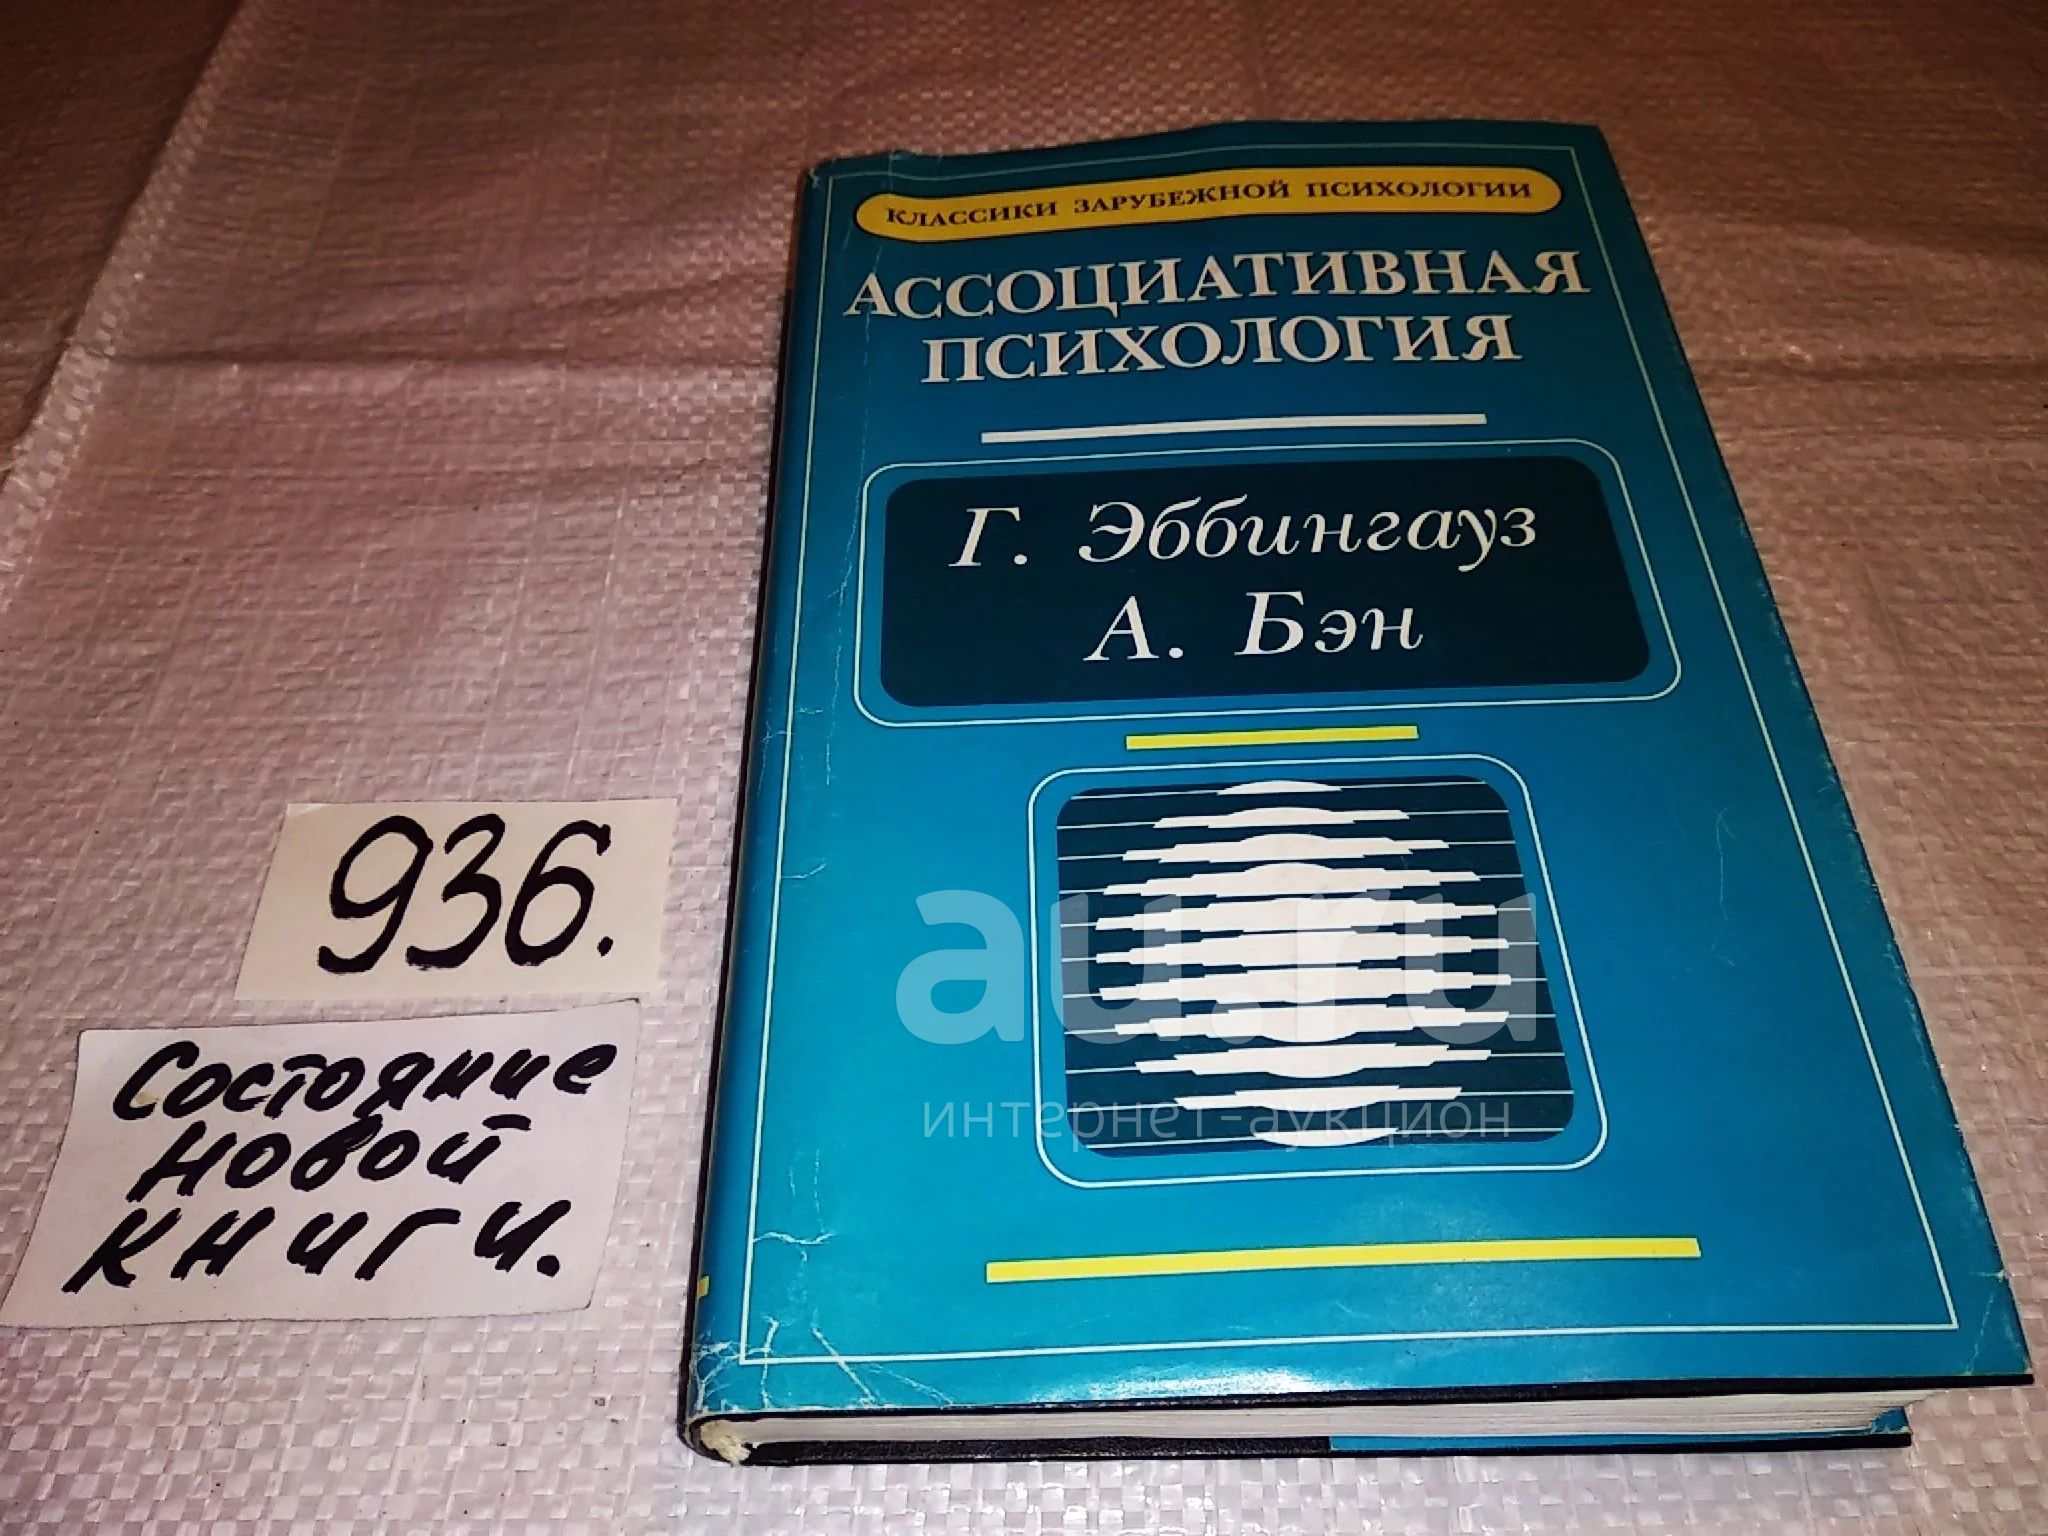 КЛАССИКИ ЗАРУБЕЖНОЙ ПСИХОЛОГИИ
АССОЦИАТИВНАЯ
ПСИХОЛОГИЯ
Г. Эббингауз
А. Бэн
936.
Состояние
новой
книги.
au.ru
интернет-аукцион